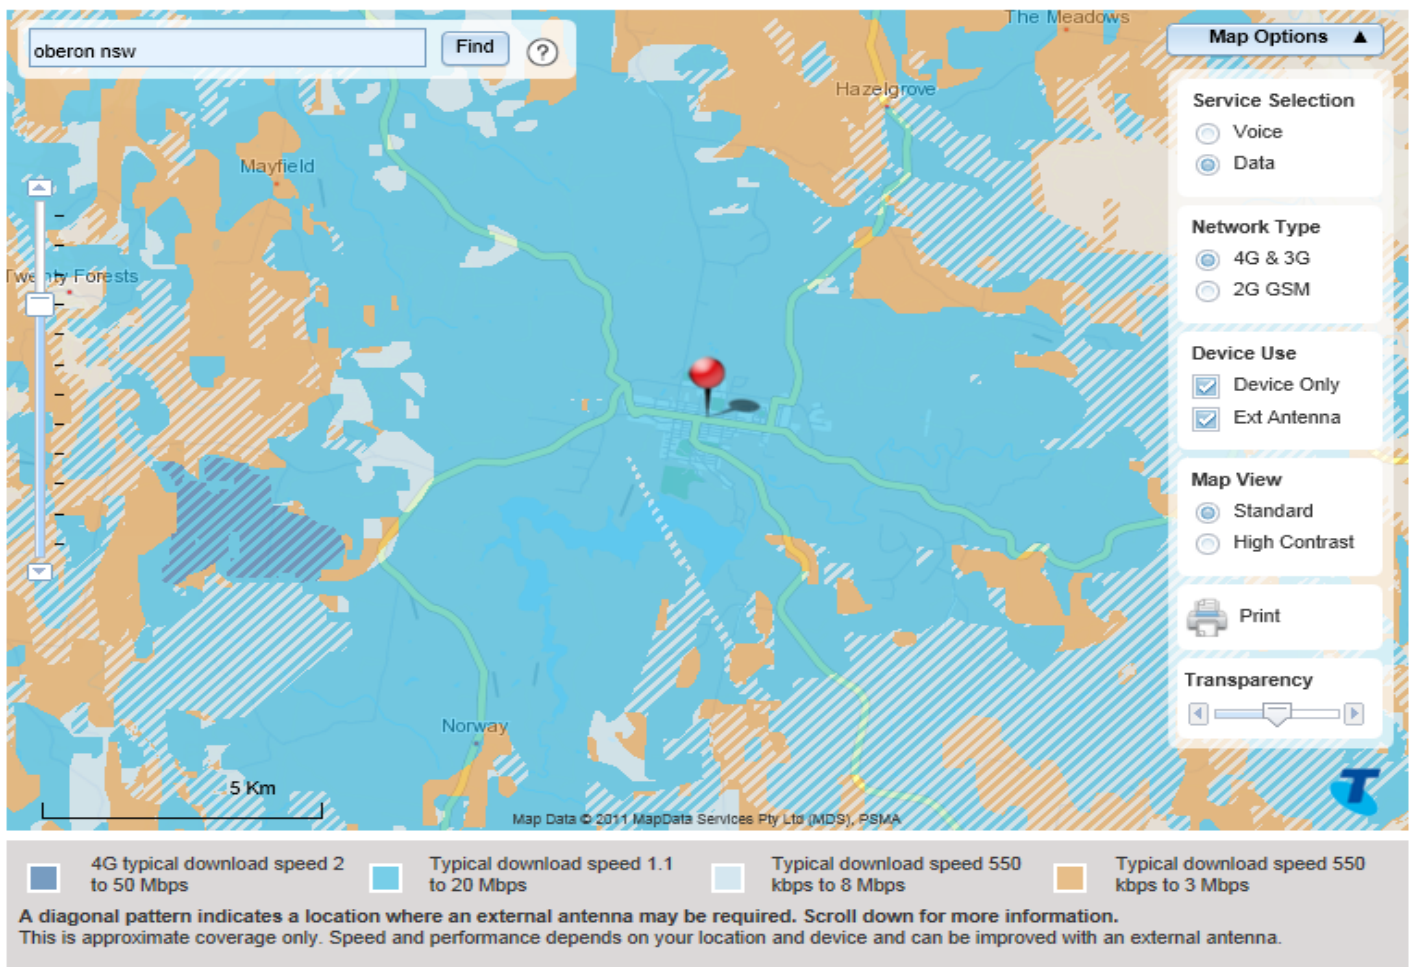 The Meadows
oberon nsw
Find
?
Map Options
Hazelgrove
Mayfield
Twenty Forests
Norway
5 Km
Map Data © 2011 MapData Services Pty Ltd (MDS), PSMA
Service Selection
Voice
Data
Network Type
4G & 3G
2G GSM
Device Use
Device Only
Ext Antenna
Map View
Standard
High Contrast
Print
Transparency
T
4G typical download speed 2
to 50 Mbps
Typical download speed 1.1
to 20 Mbps
Typical download speed 550
kbps to 8 Mbps
Typical download speed 550
kbps to 3 Mbps
A diagonal pattern indicates a location where an external antenna may be required. Scroll down for more information.
This is approximate coverage only. Speed and performance depends on your location and device and can be improved with an external antenna.